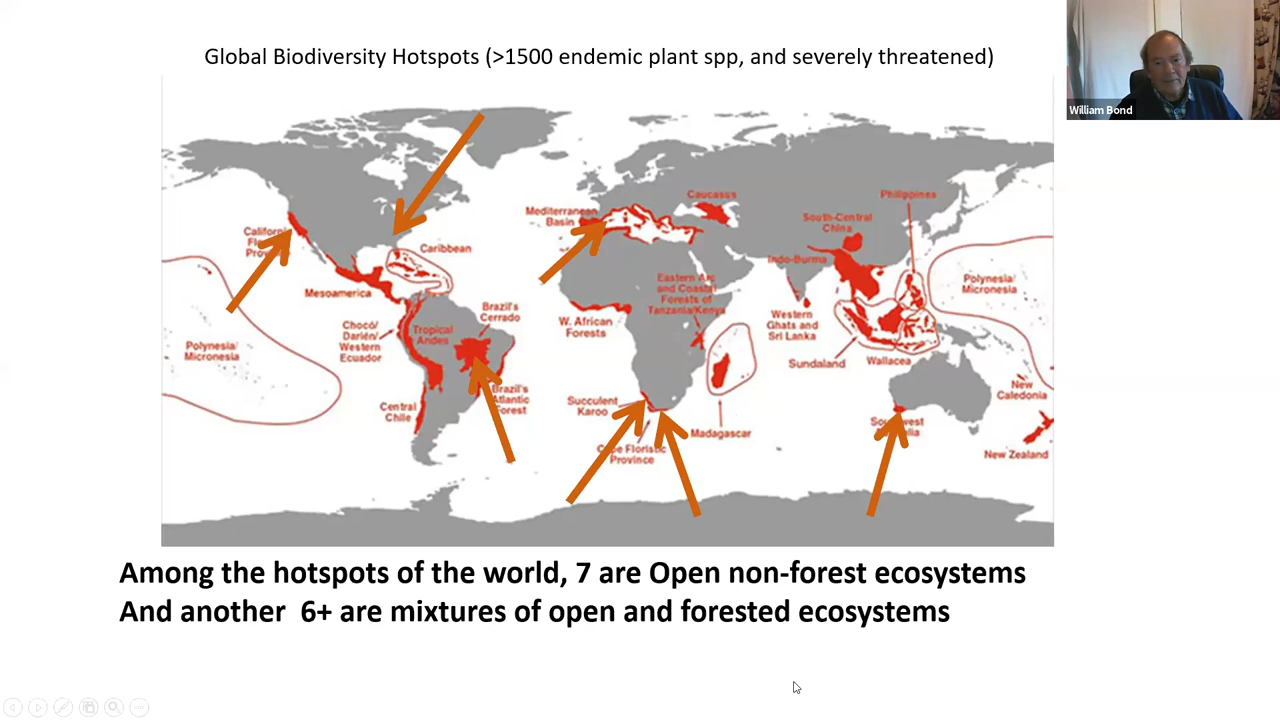 Global Biodiversity Hotspots (>1500 endemic plant spp, and severely threatened)
William Bond
Caucasus
Philippines
Mediterranean
Basin
South-Central
China
California
Caribbean
Indo-Burma
Eastern Arc
and Coastal
Forests of
Tanzania/Kenya
Polynesia/
Micronesia
Mesoamerica
Brazil's
Cerrado
W. African
Forests
Western
Ghats and
Sri Lanka
Chocó/
Darién/
Western
Ecuador
Tropical
Andes
Polynesia/
Micronesia
Sundaland
Wallacea
Brazil's
Atlantic
Forest
New
Caledonia
Central
Chile
Succulent
Karoo
Madagascar
Floristic
Province
New Zealand
Among the hotspots of the world, 7 are Open non-forest ecosystems
And another 6+ are mixtures of open and forested ecosystems